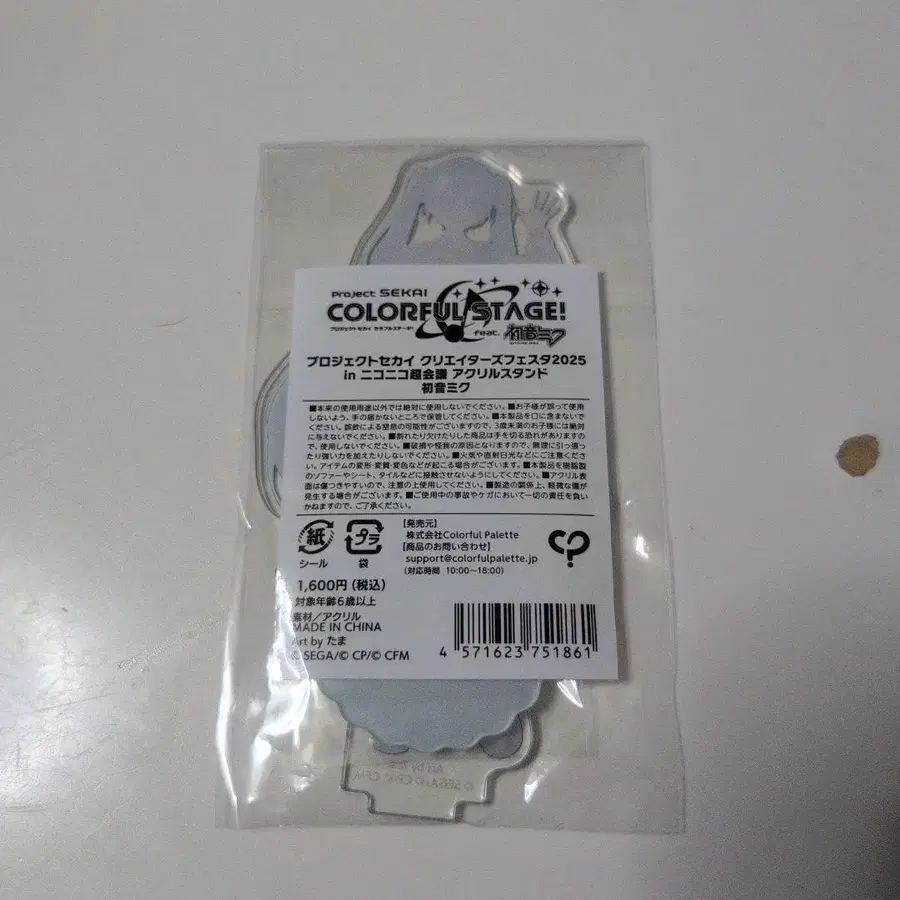 Project SEKAI
COLORFUL STAGE!
プロジェクトセカイ カラフルステージ! feat. 初音ミク
プロジェクトセカイ クリエイターズフェスタ2025
in ニコニコ超会議 アクリルスタンド
初音ミク
■本来の使用用途以外では絶対に使用しないでください。■お子様が誤って使用
しないよう、手の届かないところで保管してください。■本製品を口に含まないで
ください。誤飲による窒息の可能性がございますので、3歳未満のお子様には絶対
に与えないでください。■割れたり欠けたりした商品は手を切る恐れがありますの
で、使用しないでください。■破損や怪我の原因となりますので、無理に引っ張っ
たり強い力を加えたりしないでください。■火気や直射日光などにご注意くださ
い。アイテムの変形・変質・変色などが起こる場合がございます。■本製品を樹脂製
のソファーやシート、タイルなどに接触させないようにしてください。■アクリル表
面は傷つきやすいので、注意の上使用してください。■製造の関係上、軽微な傷が
発生する場合がございます。■ご使用中の事故やケガにおいて一切の責任を負い
かねますので、ご了承ください。
紙
シール
プラ
袋
【発売元】
株式会社Colorful Palette
【商品のお問い合わせ】
support@colorfulpalette.jp
(対応時間 10:00～18:00)
1,600円(税込)
対象年齢6歳以上
素材/アクリル
MADE IN CHINA
Art by たま
© SEGA/© CP/© CFM
4 571623 751861
Art by たま
© SEGA/© CP/© CFM